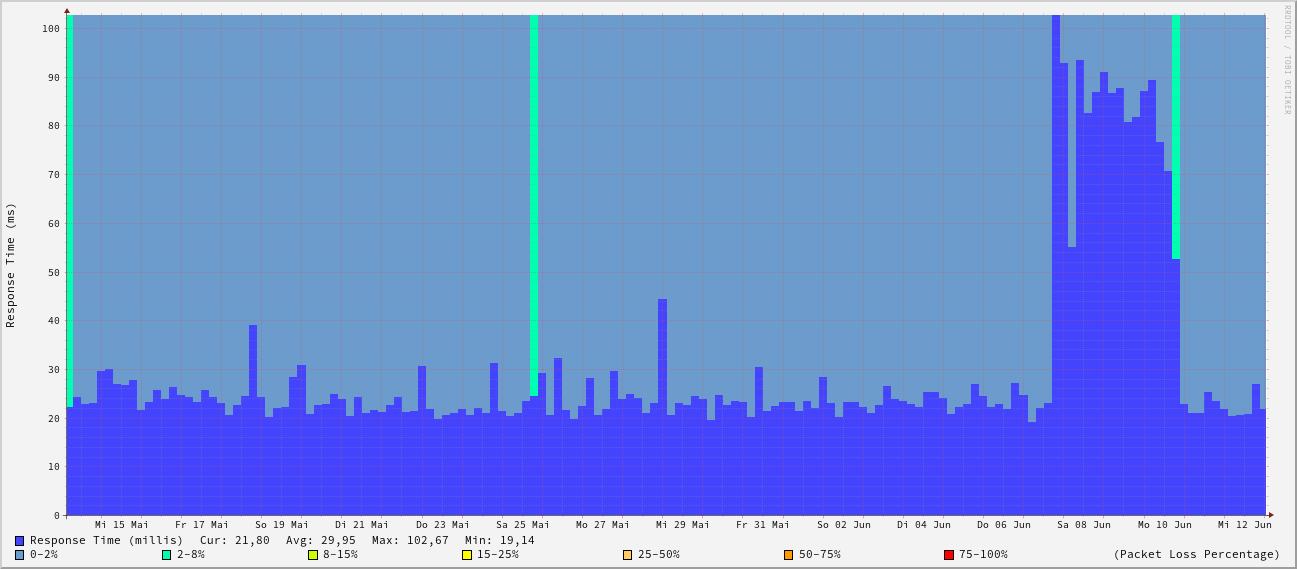 RRDTOOL / TOBI OETIKER
Response Time (ms)
100
90
80
70
60
50
40
30
20
10
0
Mi 15 Mai Fr 17 Mai So 19 Mai Di 21 Mai Do 23 Mai Sa 25 Mai Mo 27 Mai Mi 29 Mai Fr 31 Mai So 02 Jun Di 04 Jun Do 06 Jun Sa 08 Jun Mo 10 Jun Mi 12 Jun
Response Time (millis) Cur: 21,80 Avg: 29,95 Max: 102,67 Min: 19,14
0-2% 2-8% 8-15% 15-25% 25-50% 50-75% 75-100% (Packet Loss Percentage)